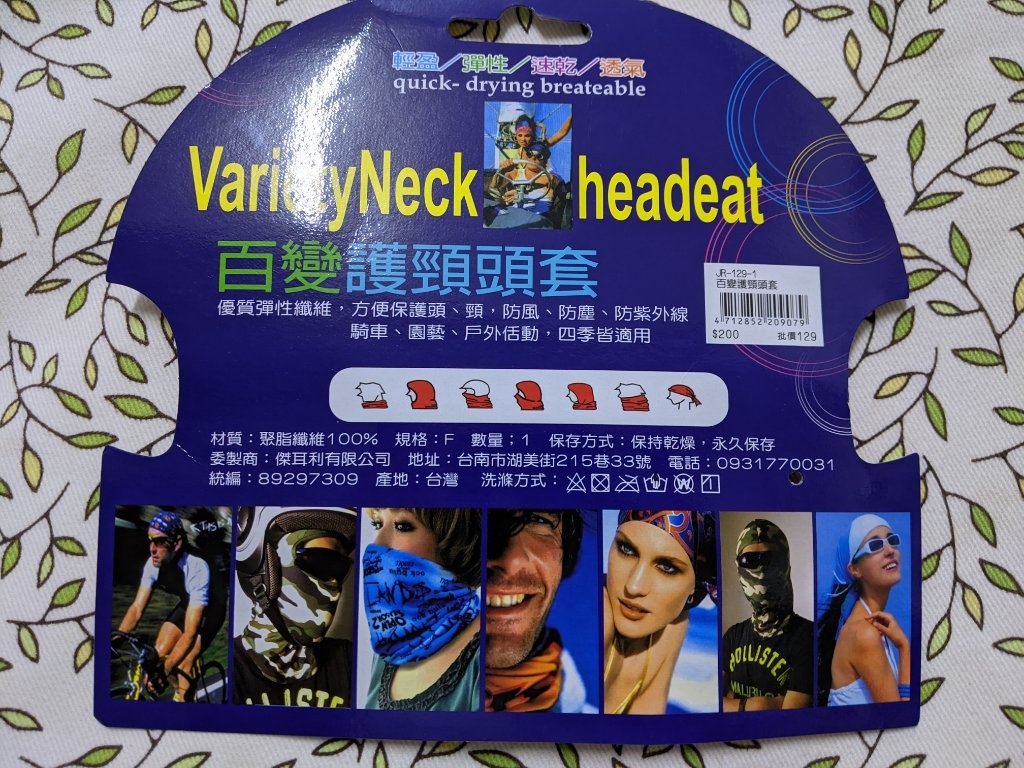 輕盈／彈性／速乾／透氣
quick- drying breateable
VarietyNeck headeat
百變護頸頭套
優質彈性纖維，方便保護頭、頸，防風、防塵、防紫外線
騎車、園藝、戶外活動，四季皆適用
JR-129-1
百變護頸頭套
4 712852 209079
$200 批價129
材質：聚脂纖維100% 規格：F 數量；1 保存方式：保持乾燥，永久保存
委製商：傑耳利有限公司 地址：台南市湖美街215巷33號 電話：0931770031
統編：89297309 產地：台灣 洗滌方式：